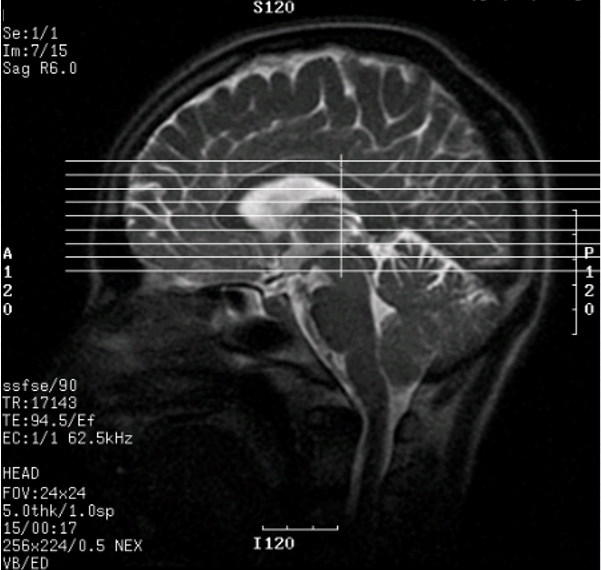 S120
Se:1/1
Im:7/15
Sag R6.0
A
1
2
0
P
1
2
0
ssfse/90
TR:17143
TE:94.5/Ef
EC:1/1 62.5kHz
HEAD
FOV:24x24
5.0thk/1.0sp
15/00:17
256x224/0.5 NEX
VB/ED
I120